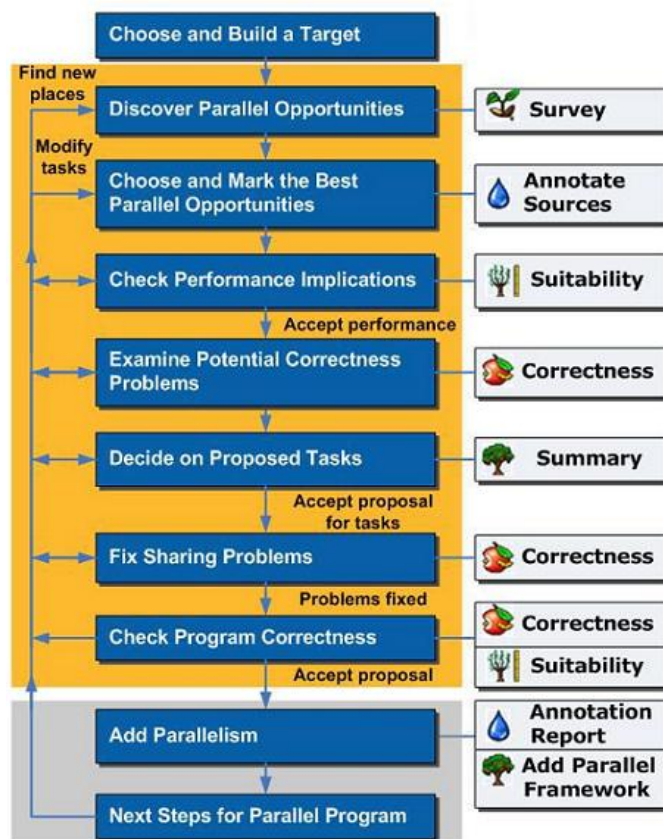 Choose and Build a Target
Find new
places
Discover Parallel Opportunities
Survey
Modify
tasks
Choose and Mark the Best
Parallel Opportunities
Annotate
Sources
Check Performance Implications
Suitability
Accept performance
Examine Potential Correctness
Problems
Correctness
Decide on Proposed Tasks
Summary
Accept proposal
for tasks
Fix Sharing Problems
Correctness
Problems fixed
Check Program Correctness
Correctness
Suitability
Accept proposal
Add Parallelism
Annotation
Report
Add Parallel
Framework
Next Steps for Parallel Program